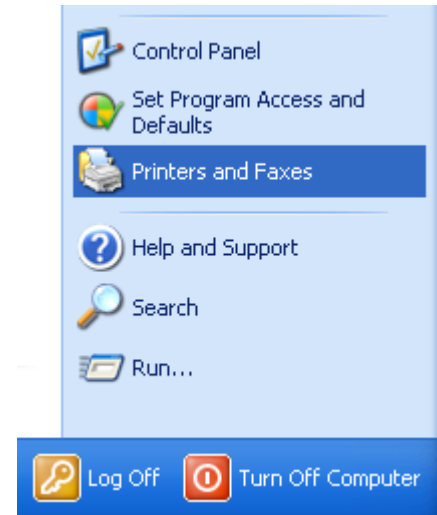 Control Panel
Set Program Access and
Defaults
Printers and Faxes
Help and Support
Search
Run...
Log Off
Turn Off Computer